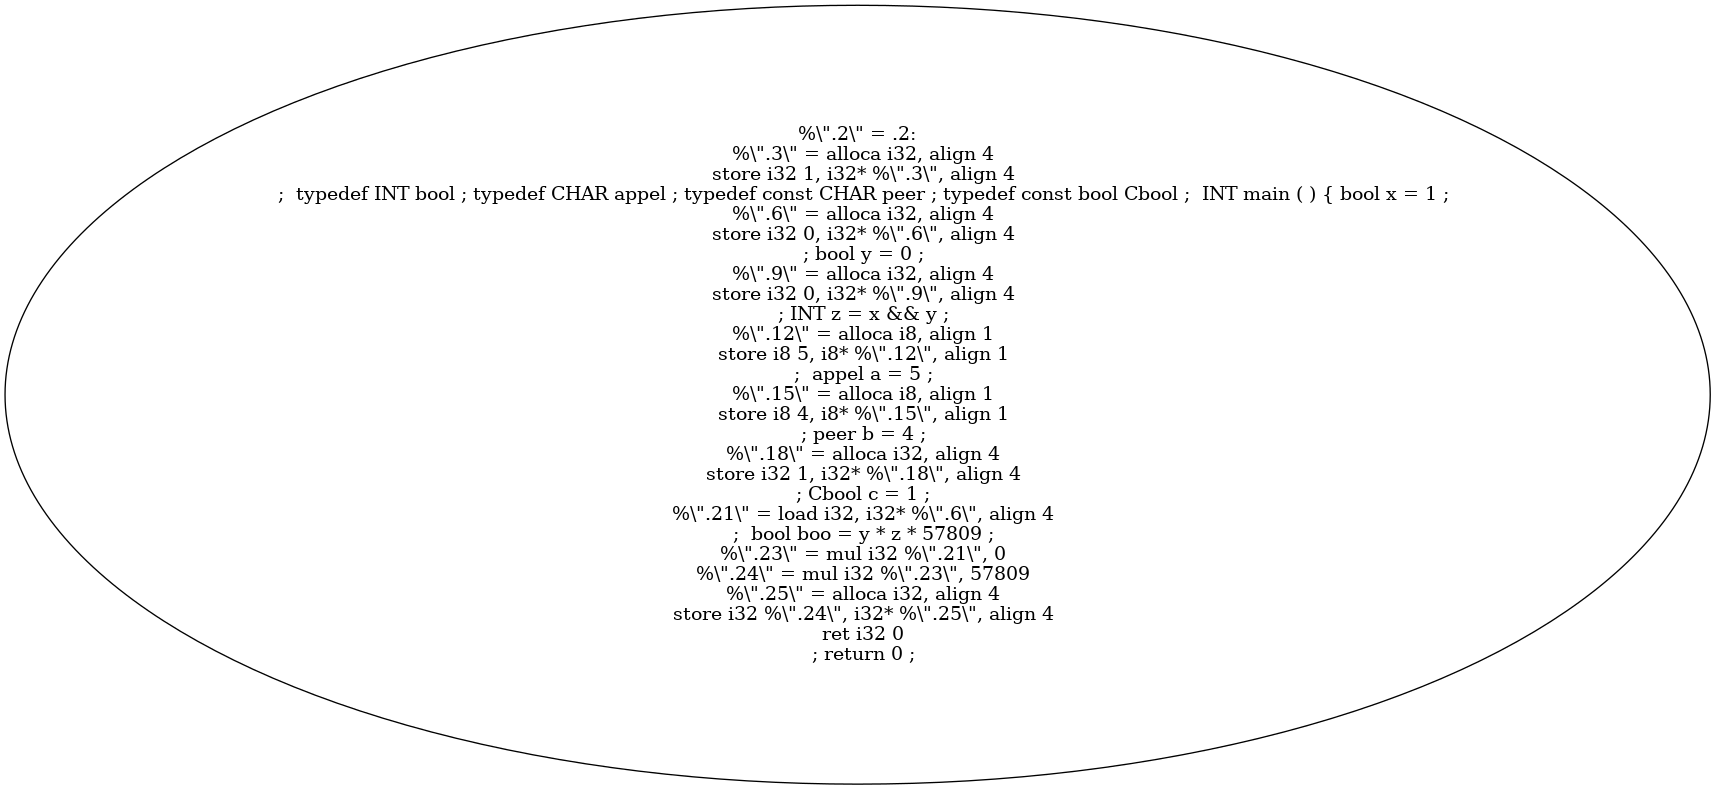 %\".2\" = .2:
%\".3\" = alloca i32, align 4
store i32 1, i32* %\".3\", align 4
;  typedef INT bool ; typedef CHAR appel ; typedef const CHAR peer ; typedef const bool Cbool ;  INT main ( ) { bool x = 1 ;
%\".6\" = alloca i32, align 4
store i32 0, i32* %\".6\", align 4
; bool y = 0 ;
%\".9\" = alloca i32, align 4
store i32 0, i32* %\".9\", align 4
; INT z = x && y ;
%\".12\" = alloca i8, align 1
store i8 5, i8* %\".12\", align 1
;  appel a = 5 ;
%\".15\" = alloca i8, align 1
store i8 4, i8* %\".15\", align 1
; peer b = 4 ;
%\".18\" = alloca i32, align 4
store i32 1, i32* %\".18\", align 4
; Cbool c = 1 ;
%\".21\" = load i32, i32* %\".6\", align 4
;  bool boo = y * z * 57809 ;
%\".23\" = mul i32 %\".21\", 0
%\".24\" = mul i32 %\".23\", 57809
%\".25\" = alloca i32, align 4
store i32 %\".24\", i32* %\".25\", align 4
ret i32 0
; return 0 ;